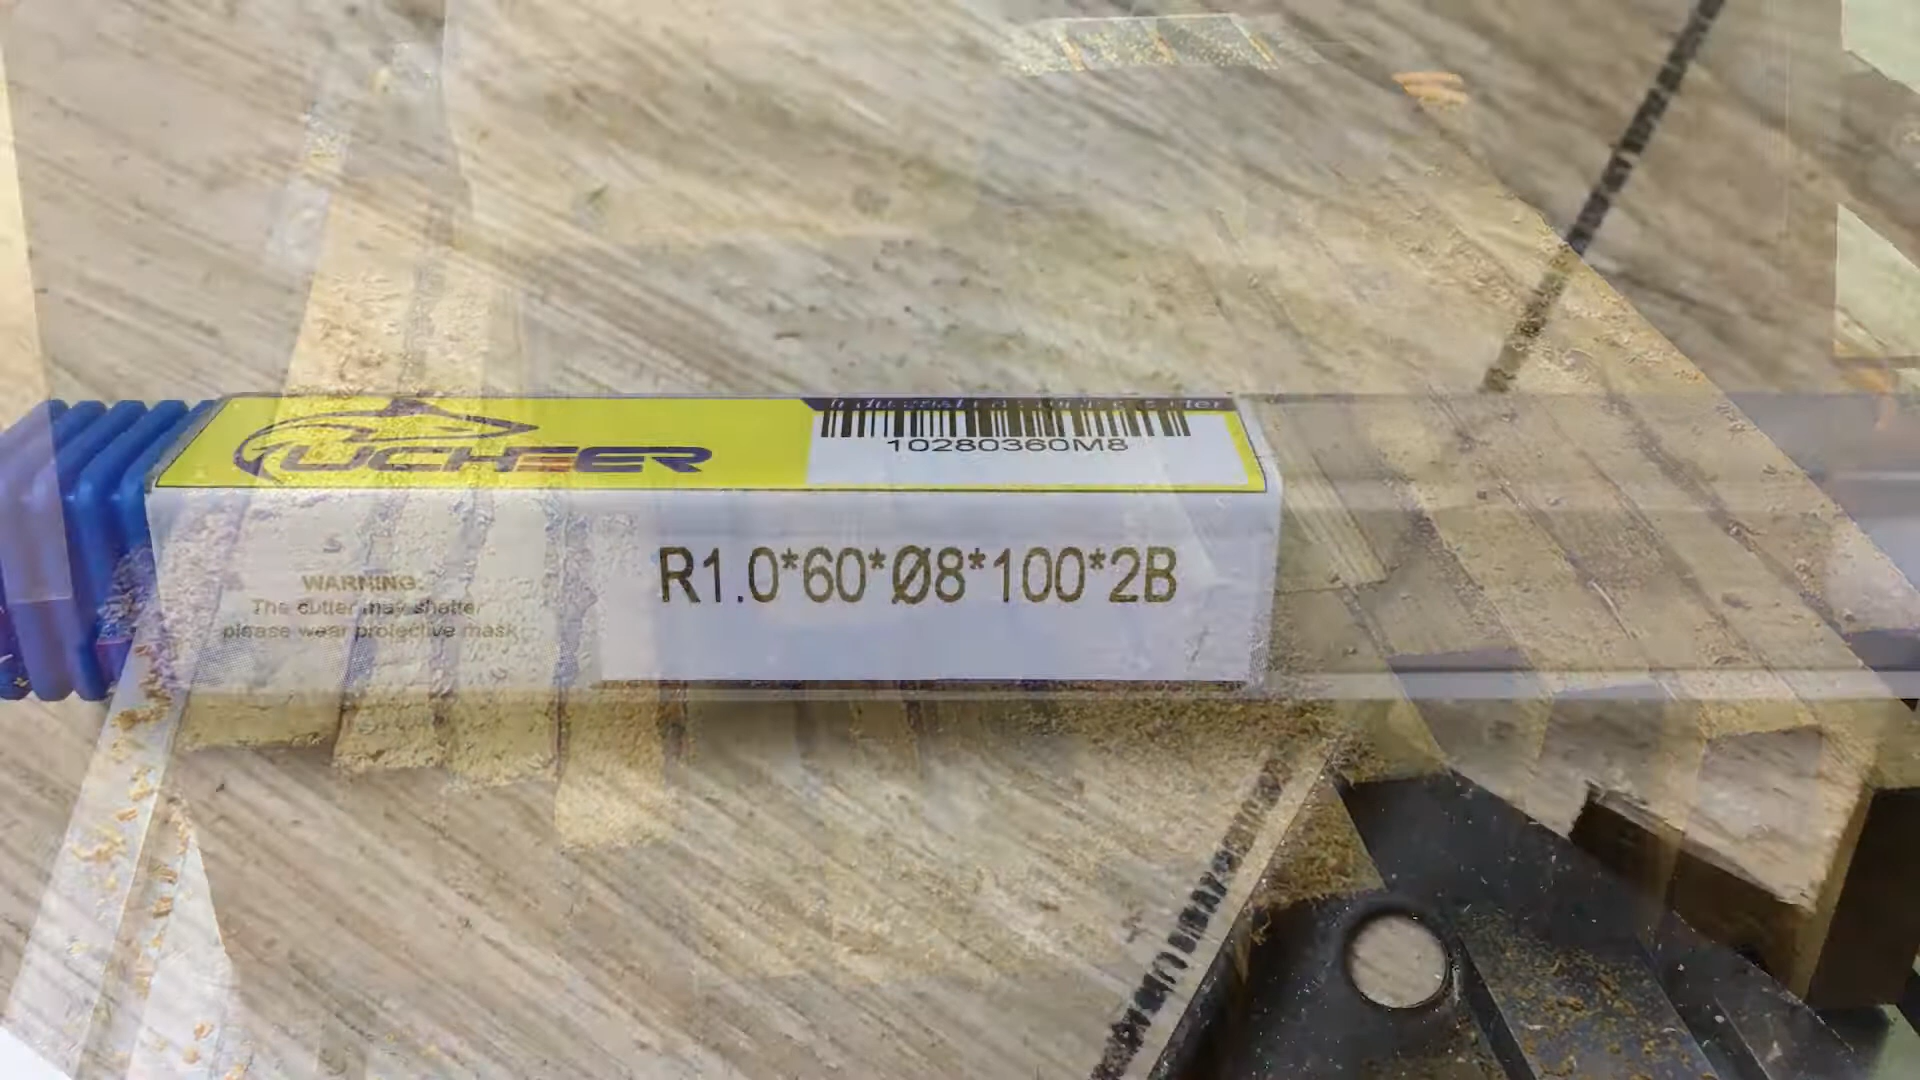 UCHEER
10280360M8
R1.0*60*Ø8*100*2B
WARNING:
The cutter may shatter
please wear protective mask